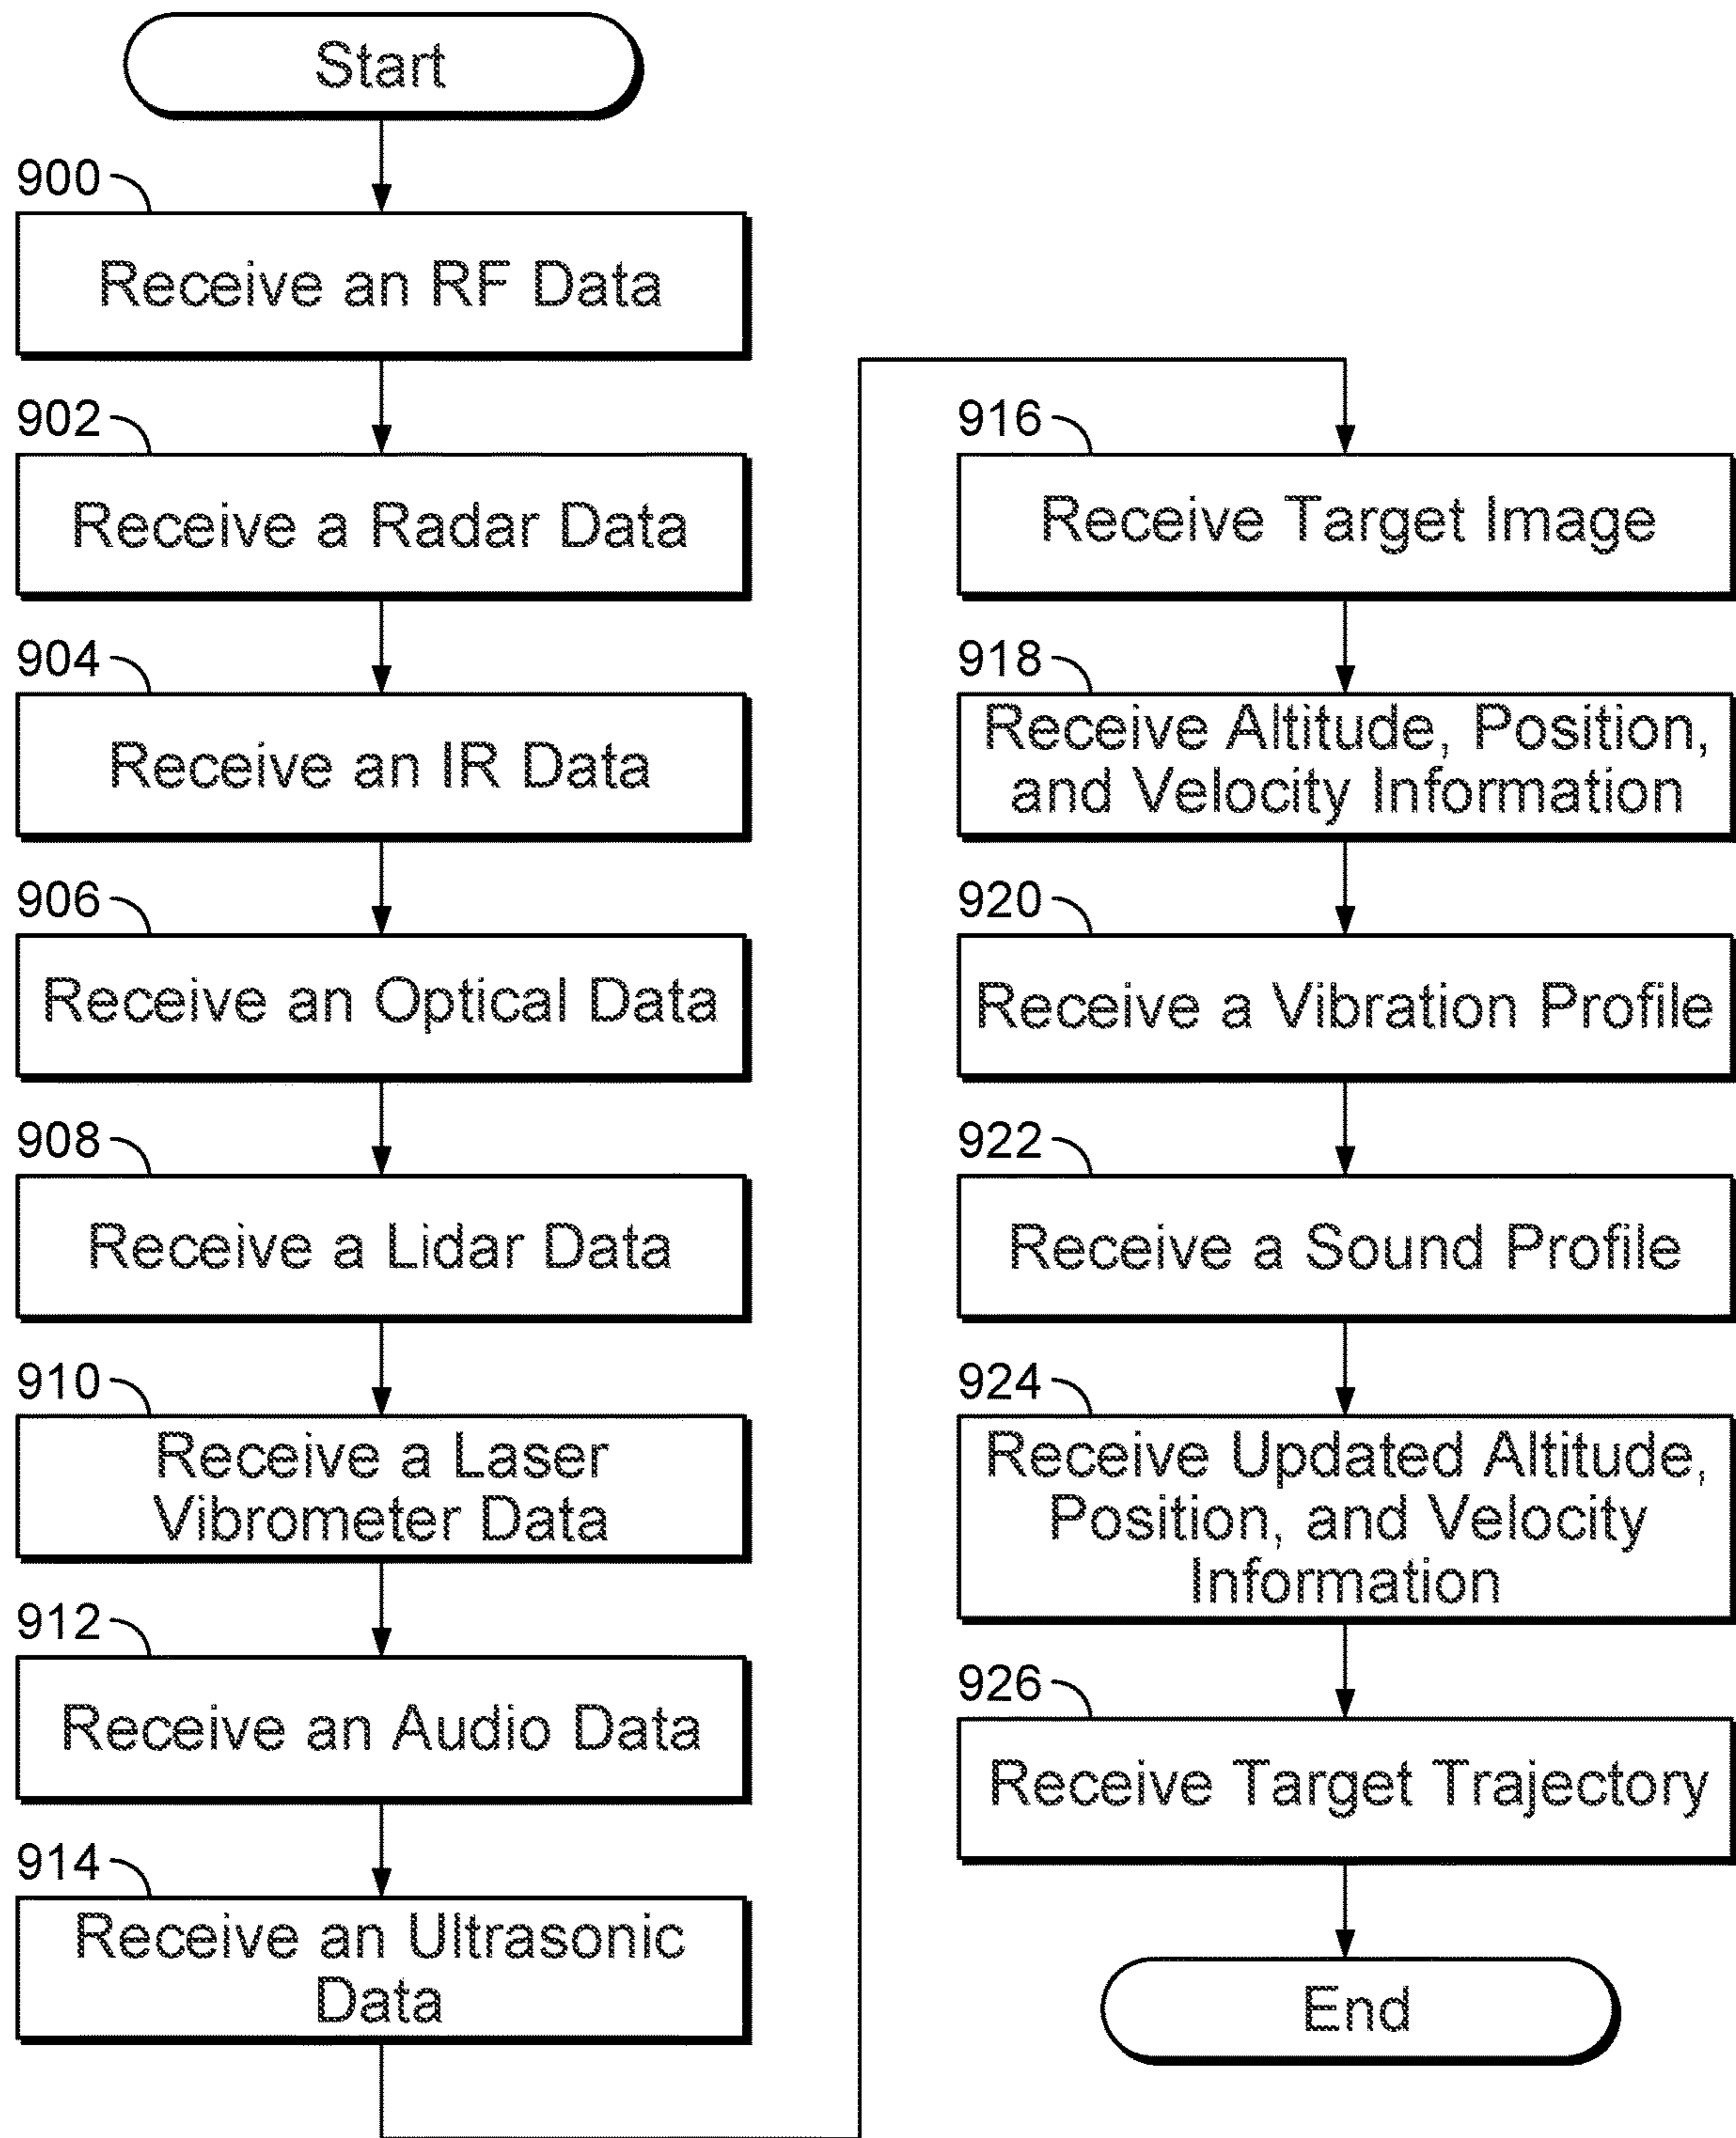 Start
900
Receive an RF Data
902
Receive a Radar Data
904
Receive an IR Data
906
Receive an Optical Data
908
Receive a Lidar Data
910
Receive a Laser
Vibrometer Data
912
Receive an Audio Data
914
Receive an Ultrasonic
Data
916
Receive Target Image
918
Receive Altitude, Position,
and Velocity Information
920
Receive a Vibration Profile
922
Receive a Sound Profile
924
Receive Updated Altitude,
Position, and Velocity
Information
926
Receive Target Trajectory
End